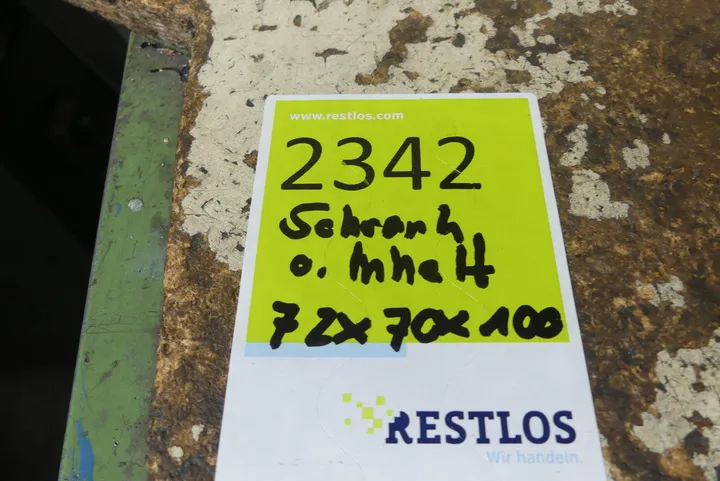 www.restlos.com
2342
Schrank
o. Inhalt
72x70x100
RESTLOS
Wir handeln.